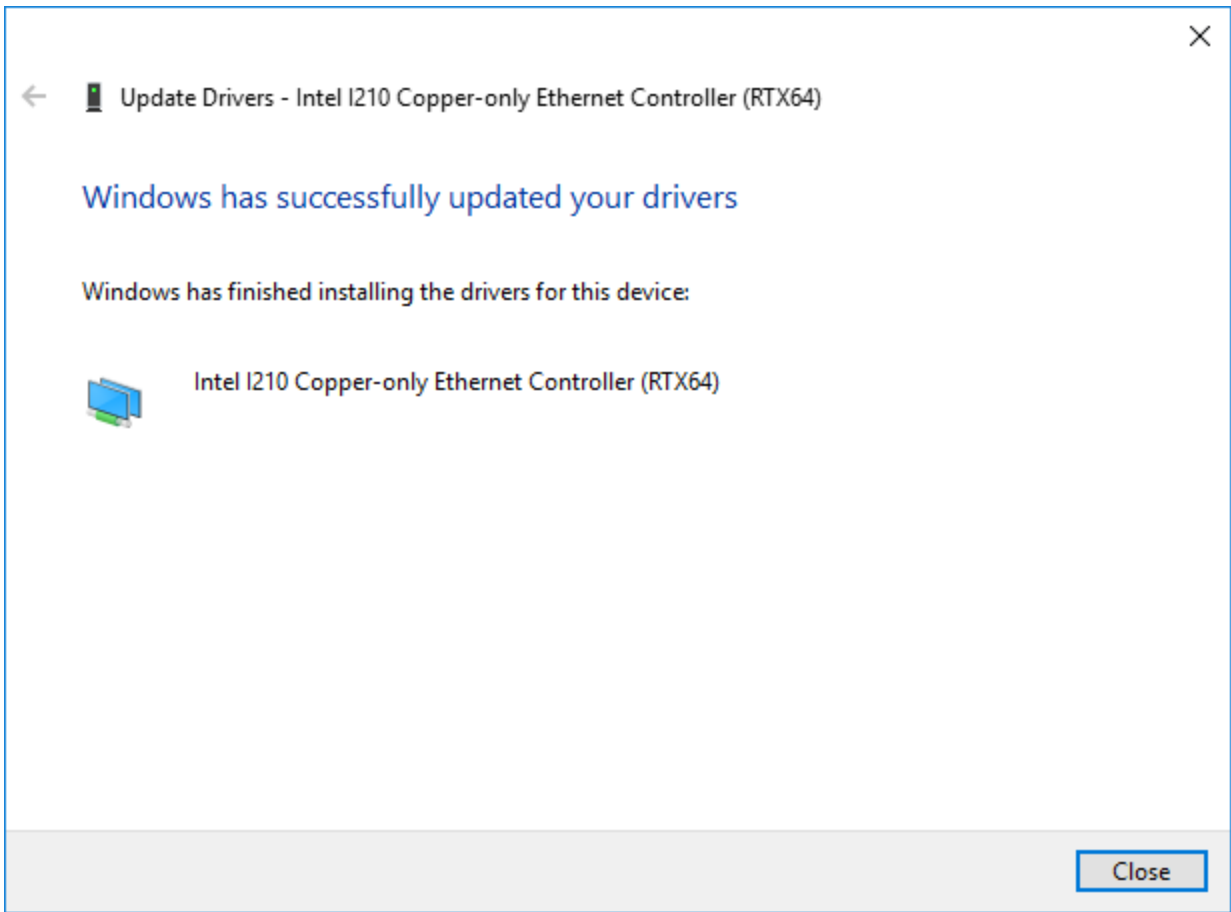 Update Drivers - Intel I210 Copper-only Ethernet Controller (RTX64)
Windows has successfully updated your drivers
Windows has finished installing the drivers for this device:
Intel I210 Copper-only Ethernet Controller (RTX64)
Close